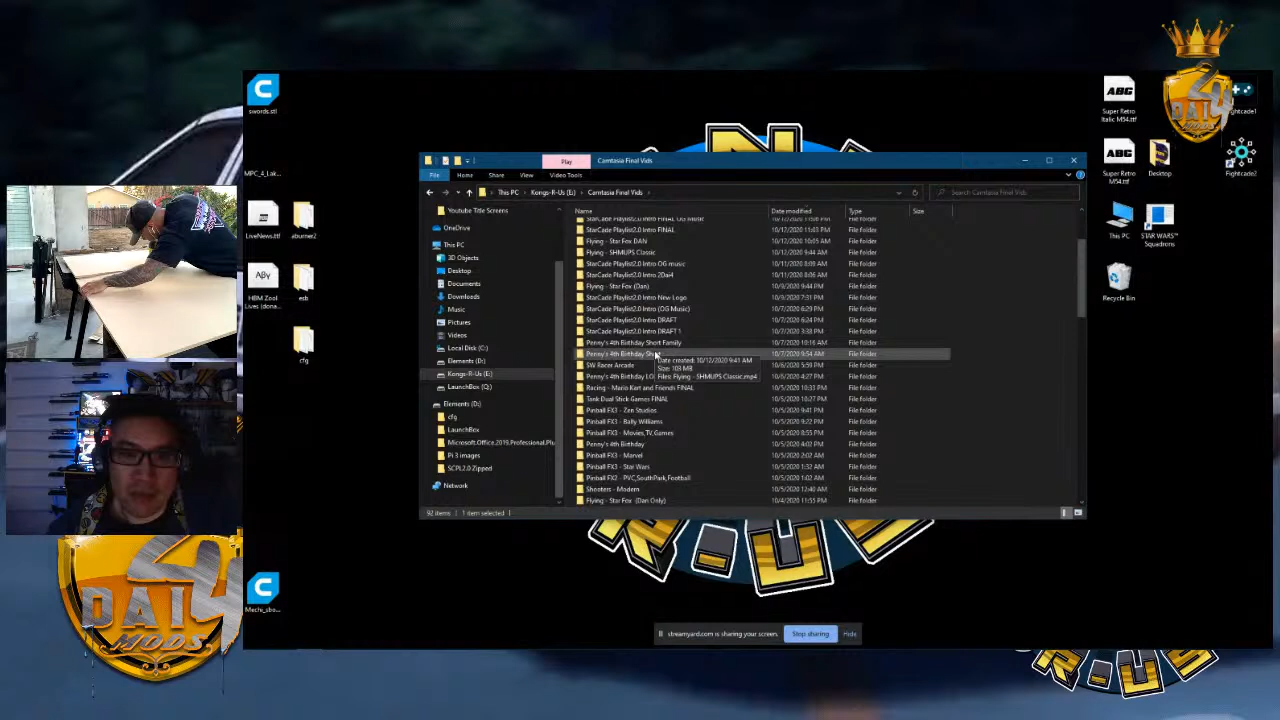 swords.stl
MPC_4_Lak...
LiveNews.ttf
aburner2
HBM Zool
Lives (dona...
esb
cfg
Mechi_sbo...
DAI
MODS
Play
Camtasia Final Vids
File
Home
Share
View
Video Tools
This PC
Kongs-R-Us (E:)
Camtasia Final Vids
Search Camtasia Final Vids
Youtube Title Screens
OneDrive
This PC
3D Objects
Desktop
Documents
Downloads
Music
Pictures
Videos
Local Disk (C:)
Elements (D:)
Kongs-R-Us (E:)
LaunchBox (Q:)
Elements (D:)
cfg
LaunchBox
Microsoft.Office.2019.Professional.Plu
Pi 3 images
SCPL2.0 Zipped
Network
Name
Date modified
Type
Size
StarCade Playlist2.0 Intro FINAL OG Music 10/12/2020 11:08 PM File folder
StarCade Playlist2.0 Intro FINAL 10/12/2020 11:03 PM File folder
Flying - Star Fox DAN 10/12/2020 10:05 AM File folder
Flying - SHMUPS Classic 10/12/2020 9:44 AM File folder
StarCade Playlist2.0 Intro OG music 10/11/2020 8:09 AM File folder
StarCade Playlist2.0 Intro 2Dai4 10/11/2020 8:06 AM File folder
Flying - Star Fox (Dan) 10/9/2020 9:44 PM File folder
StarCade Playlist2.0 Intro New Logo 10/9/2020 7:31 PM File folder
StarCade Playlist2.0 Intro (OG Music) 10/7/2020 6:29 PM File folder
StarCade Playlist2.0 Intro DRAFT 10/7/2020 6:24 PM File folder
StarCade Playlist2.0 Intro DRAFT 1 10/7/2020 3:38 PM File folder
Penny's 4th Birthday Short Family 10/7/2020 10:16 AM File folder
Penny's 4th Birthday Short 10/7/2020 9:54 AM File folder
SW Racer Arcade 10/6/2020 5:59 PM File folder
Penny's 4th Birthday LO 10/6/2020 4:27 PM File folder
Racing - Mario Kart and Friends FINAL 10/5/2020 10:33 PM File folder
Tank Dual Stick Games FINAL 10/5/2020 10:27 PM File folder
Pinball FX3 - Zen Studios 10/5/2020 9:41 PM File folder
Pinball FX3 - Bally Williams 10/5/2020 9:22 PM File folder
Pinball FX3 - Movies,TV,Games 10/5/2020 8:55 PM File folder
Penny's 4th Birthday 10/5/2020 4:02 PM File folder
Pinball FX3 - Marvel 10/5/2020 2:02 AM File folder
Pinball FX3 - Star Wars 10/5/2020 1:32 AM File folder
Pinball FX2 - PVC,SouthPark,Football 10/5/2020 1:02 AM File folder
Shooters - Modern 10/5/2020 12:40 AM File folder
Flying - Star Fox (Dan Only) 10/4/2020 11:55 PM File folder
Date created: 10/12/2020 9:41 AM
Size: 103 MB
Files: Flying - SHMUPS Classic.mp4
92 items
1 item selected
streamyard.com is sharing your screen.
Stop sharing
Hide
Super Retro
Italic M54.ttf
Fightcade1
Super Retro
M54.ttf
Desktop
Fightcade2
This PC
STAR WARS™
Squadrons
Recycle Bin
DAI